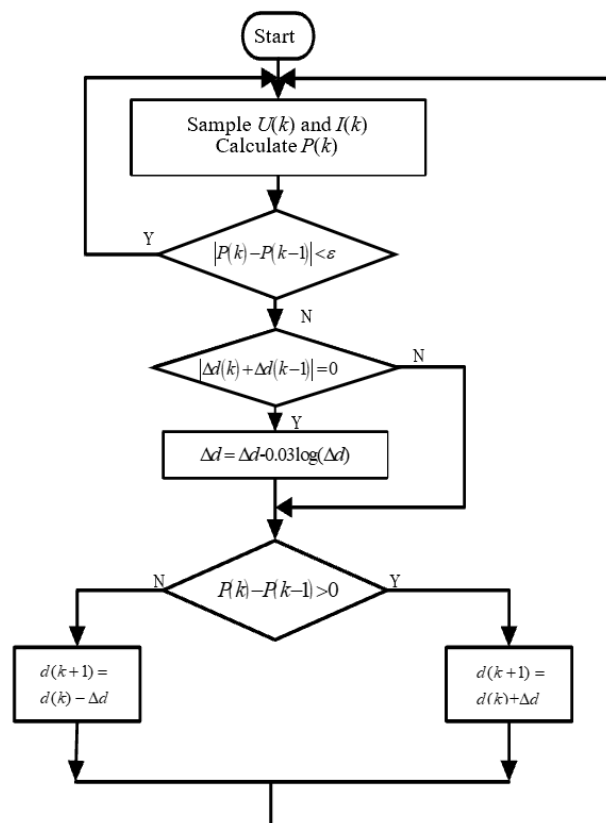 Start
Sample U(k) and I(k)
Calculate P(k)
Y
|P(k)−P(k−1)|<ε
N
|Δd(k)+Δd(k−1)|=0
N
Y
Δd = Δd-0.03log(Δd)
N
P(k)−P(k−1)>0
Y
d(k+1) =
d(k) − Δd
d(k+1) =
d(k)+Δd